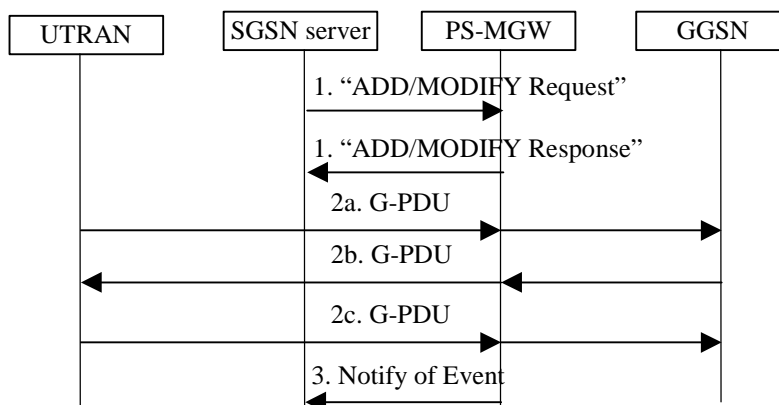 UTRAN
SGSN server
PS-MGW
GGSN
1. “ADD/MODIFY Request”
1. “ADD/MODIFY Response”
2a. G-PDU
2b. G-PDU
2c. G-PDU
3. Notify of Event